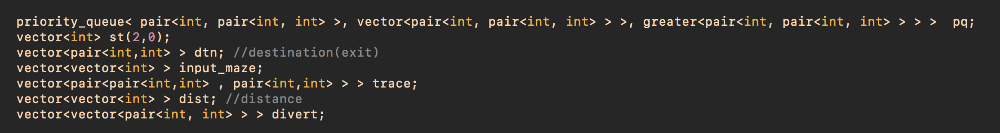 priority_queue< pair<int, pair<int, int> >, vector<pair<int, pair<int, int> > >, greater<pair<int, pair<int, int> > > >  pq;
vector<int> st(2,0);
vector<pair<int,int> > dtn; //destination(exit)
vector<vector<int> > input_maze;
vector<pair<pair<int,int> , pair<int,int> > > trace;
vector<vector<int> > dist; //distance
vector<vector<pair<int, int> > > divert;